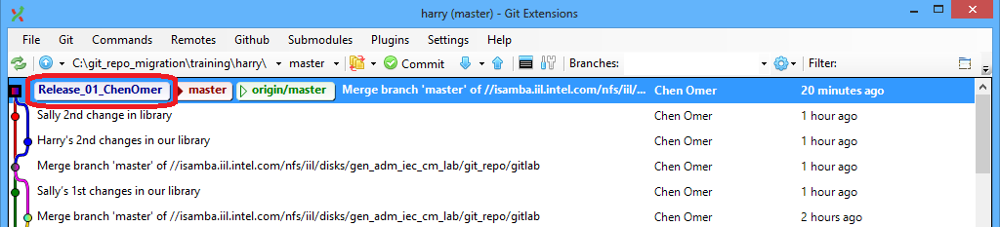 harry (master) - Git Extensions
File Git Commands Remotes Github Submodules Plugins Settings Help
C:\git_repo_migration\training\harry\ master Commit Branches: Filter:
Release_01_ChenOmer master origin/master Merge branch 'master' of //isamba.iil.intel.com/nfs/iil/... Chen Omer 20 minutes ago
Sally 2nd change in library Chen Omer 1 hour ago
Harry's 2nd changes in our library Chen Omer 1 hour ago
Merge branch 'master' of //isamba.iil.intel.com/nfs/iil/disks/gen_adm_iec_cm_lab/git_repo/gitlab Chen Omer 1 hour ago
Sally's 1st changes in our library Chen Omer 1 hour ago
Merge branch 'master' of //isamba.iil.intel.com/nfs/iil/disks/gen_adm_iec_cm_lab/git_repo/gitlab Chen Omer 2 hours ago